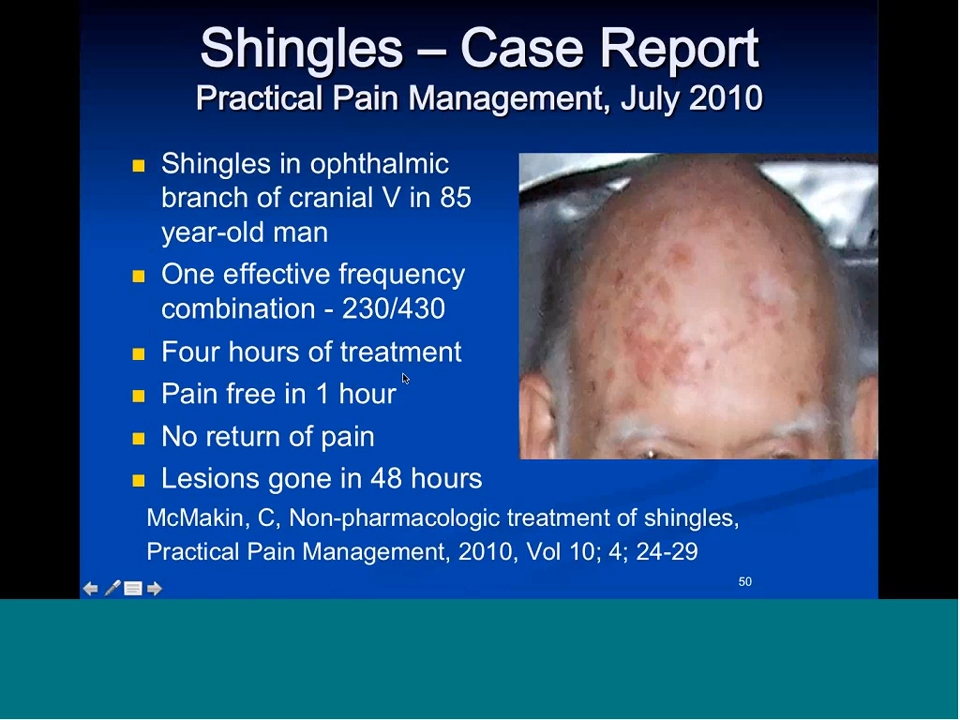 Shingles – Case Report
Practical Pain Management, July 2010
Shingles in ophthalmic
branch of cranial V in 85
year-old man
One effective frequency
combination - 230/430
Four hours of treatment
Pain free in 1 hour
No return of pain
Lesions gone in 48 hours
McMakin, C, Non-pharmacologic treatment of shingles,
Practical Pain Management, 2010, Vol 10; 4; 24-29
50